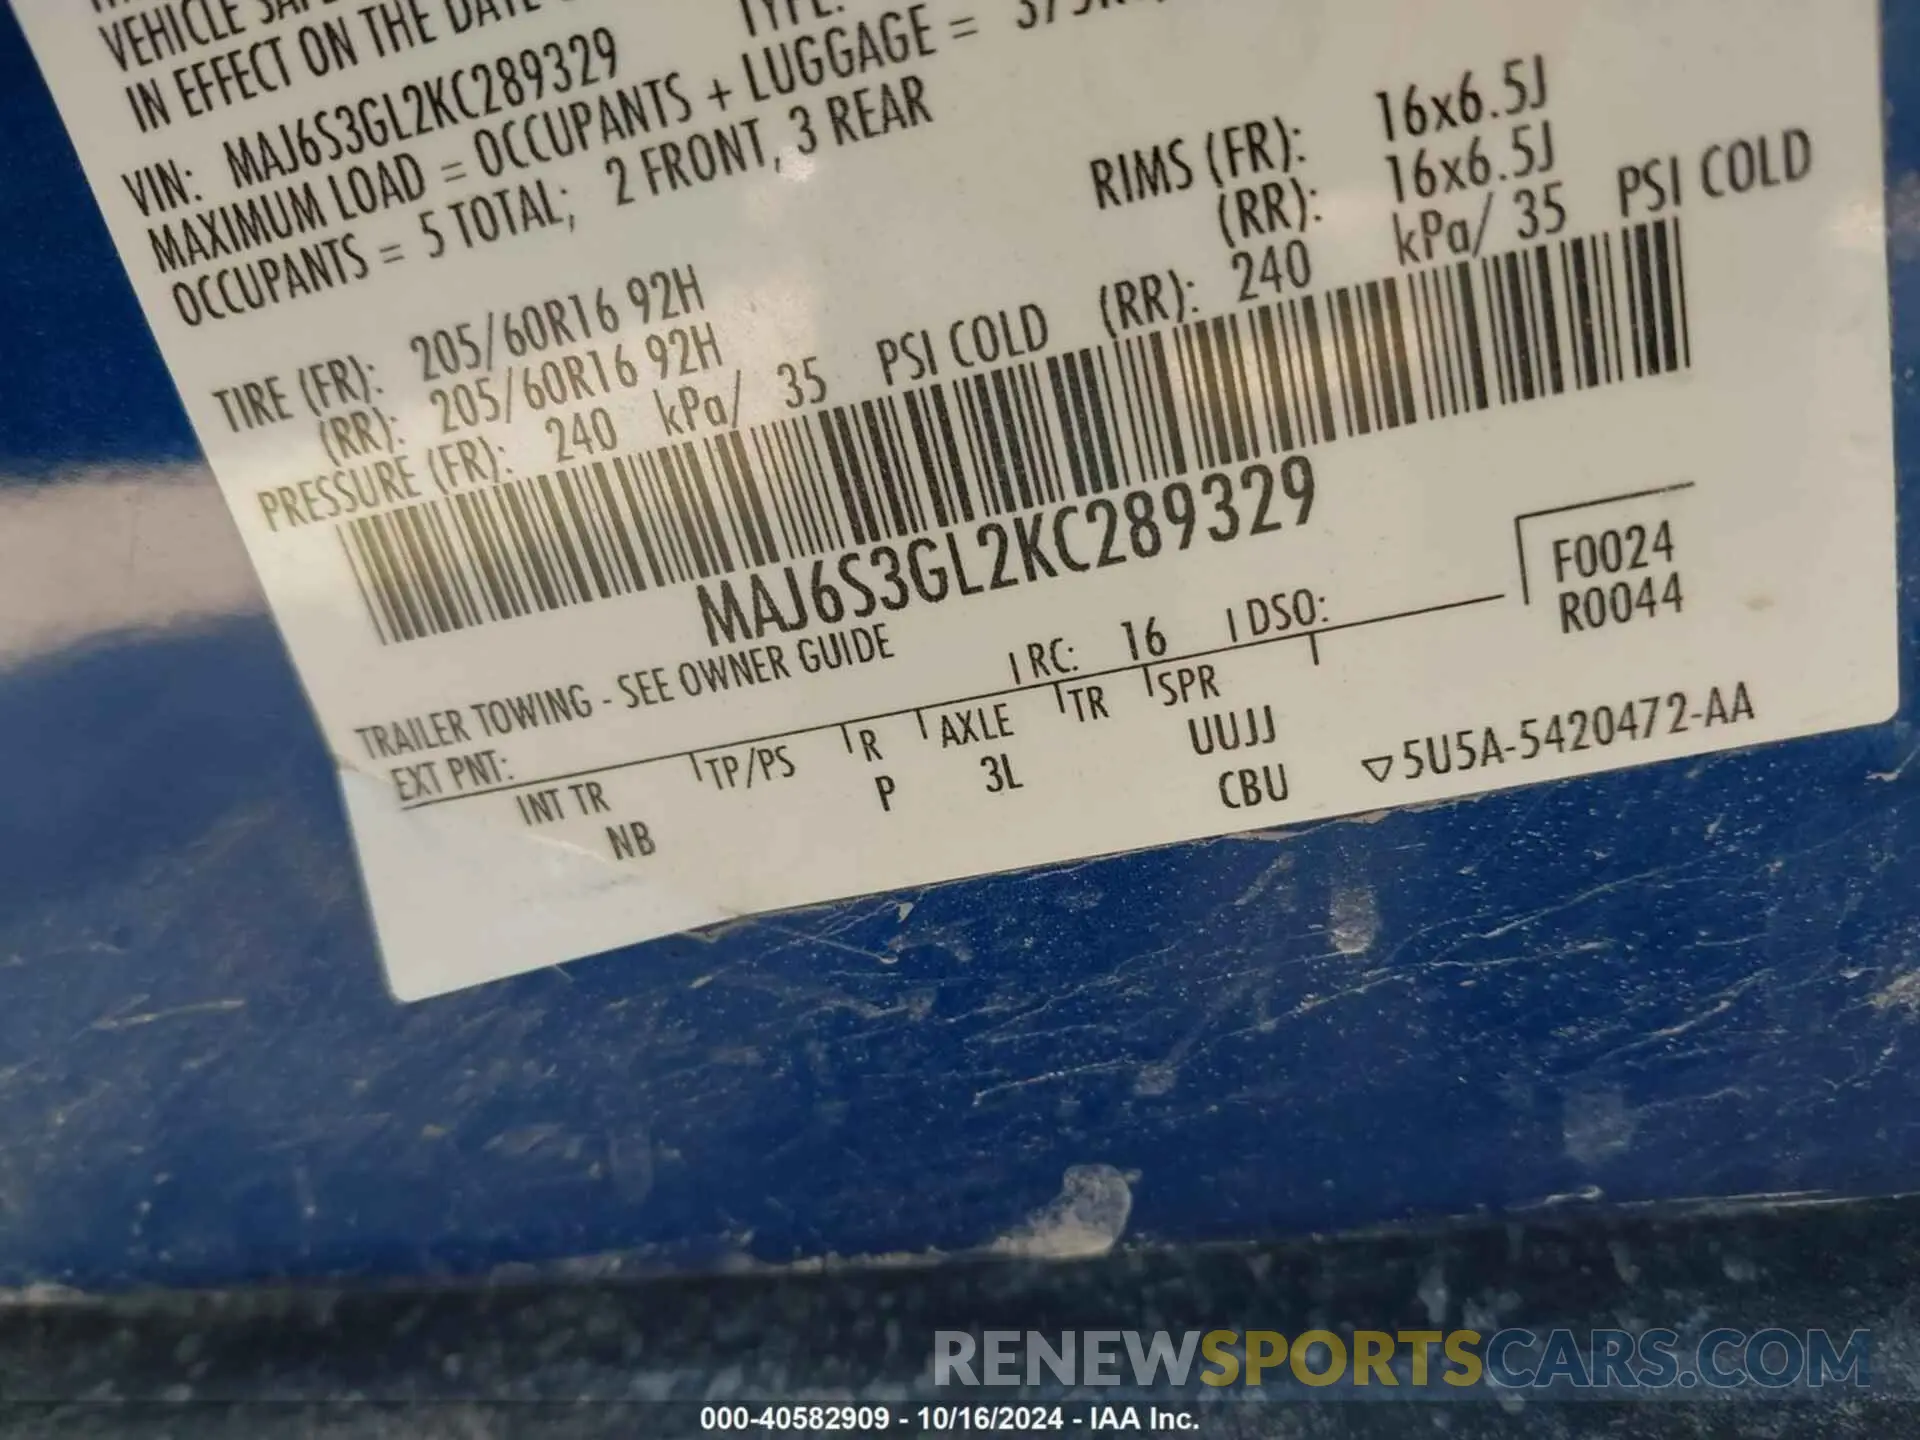 VEHICLE
IN EFFECT ON THE DATE
VIN: MAJ6S3GL2KC289329
TYPE:
MAXIMUM LOAD = OCCUPANTS + LUGGAGE =
OCCUPANTS = 5 TOTAL; 2 FRONT, 3 REAR
TIRE (FR): 205/60R16 92H
RIMS (FR): 16x6.5J
(RR): 205/60R16 92H
(RR): 16x6.5J
PRESSURE (FR): 240 kPa/ 35 PSI COLD (RR): 240 kPa/ 35 PSI COLD
MAJ6S3GL2KC289329
TRAILER TOWING - SEE OWNER GUIDE
F0024
R0044
EXT PNT: RC: 16 DSO:
INT TR TP/PS R AXLE TR SPR
NB P 3L UUJJ
CBU ▽5U5A-5420472-AA
RENEWSPORTSCARS.COM
000-40582909 - 10/16/2024 - IAA Inc.